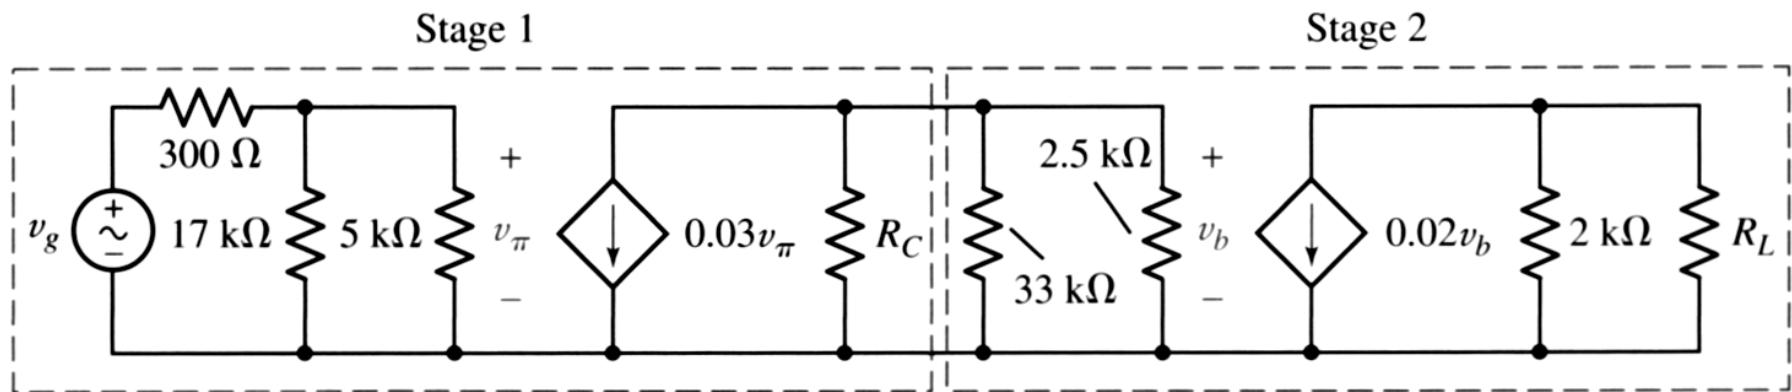 Stage 1
Stage 2
300 Ω
2.5 kΩ
+
+
+
v_g
−
17 kΩ
5 kΩ
v_π
0.03v_π
R_C
v_b
0.02v_b
2 kΩ
R_L
33 kΩ
−
−